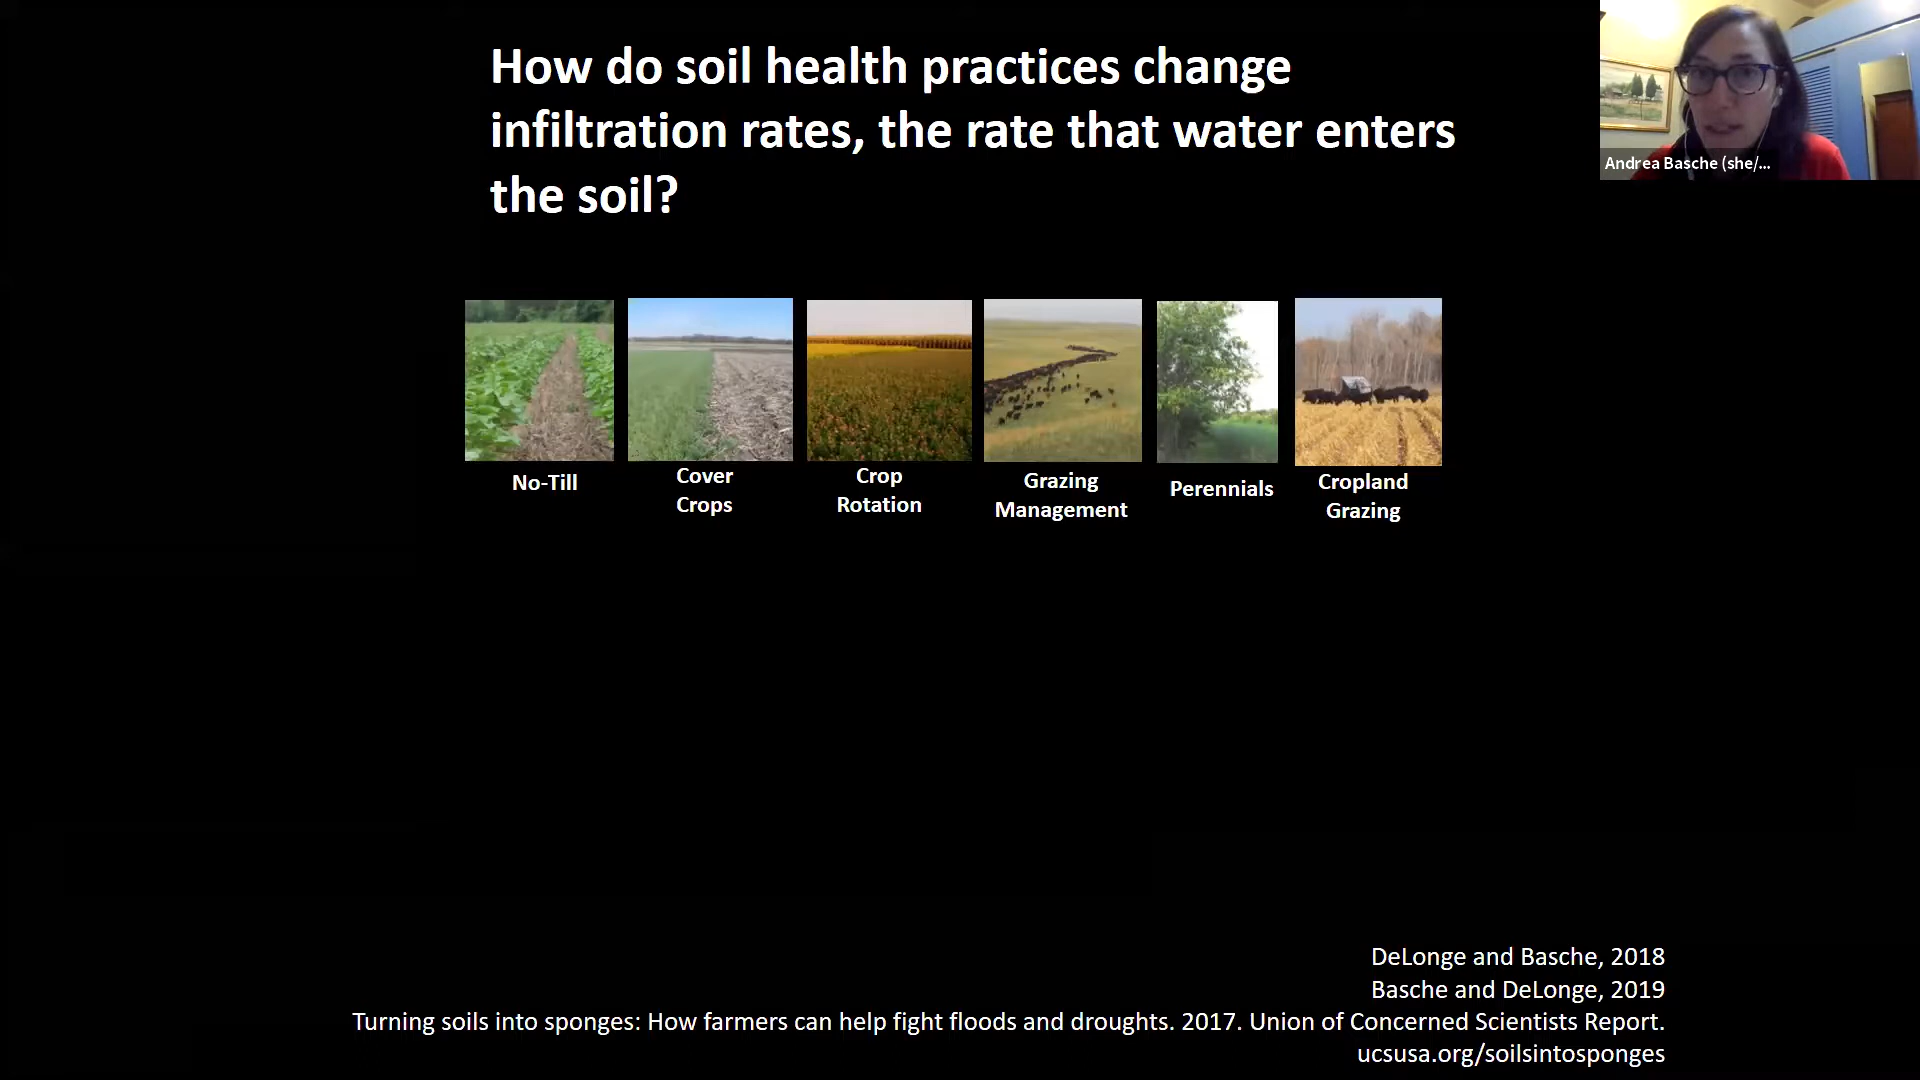 How do soil health practices change
infiltration rates, the rate that water enters
the soil?
Andrea Basche (she/...
No-Till
Cover
Crops
Crop
Rotation
Grazing
Management
Perennials
Cropland
Grazing
DeLonge and Basche, 2018
Basche and DeLonge, 2019
Turning soils into sponges: How farmers can help fight floods and droughts. 2017. Union of Concerned Scientists Report.
ucsusa.org/soilsintosponges